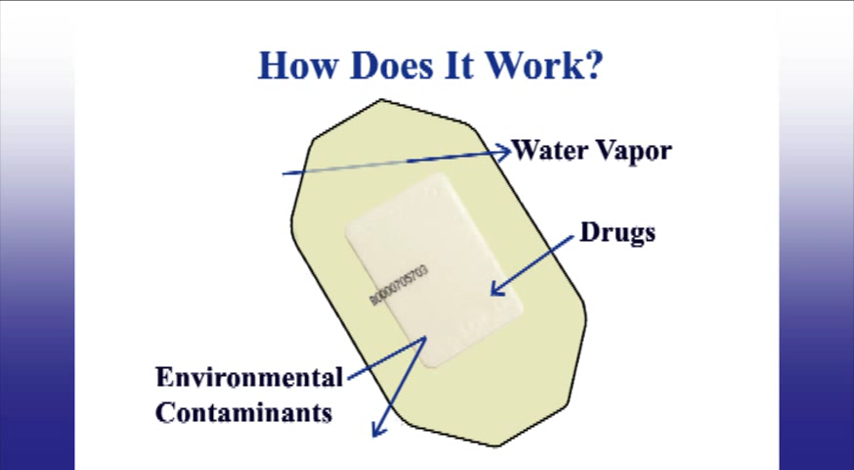 How Does It Work?
Water Vapor
Drugs
B0000705703
Environmental
Contaminants